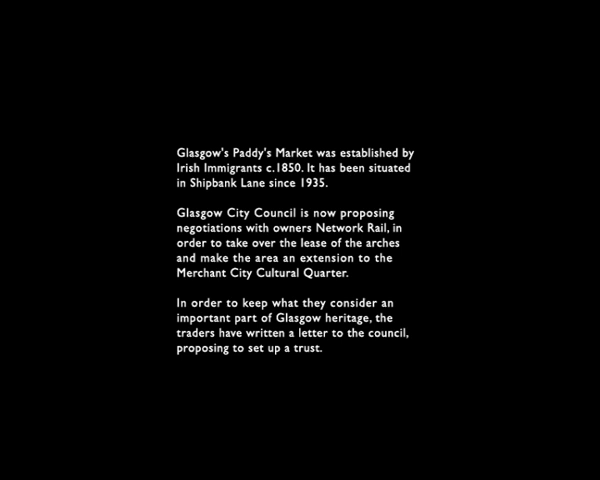 Glasgow's Paddy's Market was established by
Irish Immigrants c.1850. It has been situated
in Shipbank Lane since 1935.
Glasgow City Council is now proposing
negotiations with owners Network Rail, in
order to take over the lease of the arches
and make the area an extension to the
Merchant City Cultural Quarter.
In order to keep what they consider an
important part of Glasgow heritage, the
traders have written a letter to the council,
proposing to set up a trust.